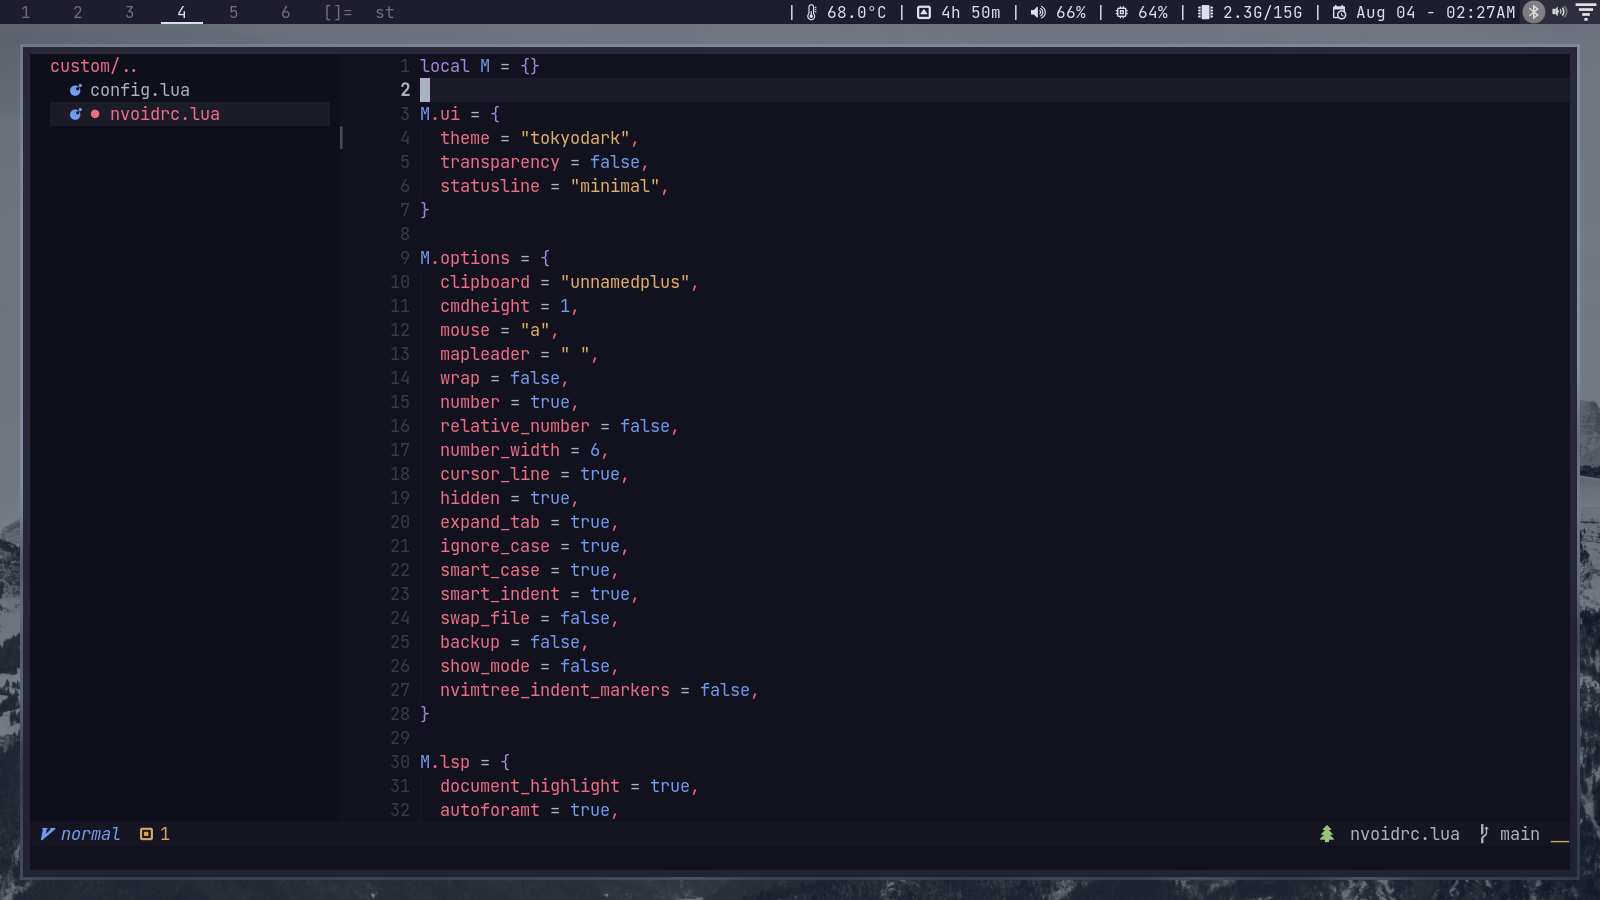 1 2 3 4 5 6 []= st | 68.0°C | 4h 50m | 66% | 64% | 2.3G/15G | Aug 04 - 02:27AM
custom/..
config.lua
nvoidrc.lua
1 local M = {}
2
3 M.ui = {
4 theme = "tokyodark",
5 transparency = false,
6 statusline = "minimal",
7 }
8
9 M.options = {
10 clipboard = "unnamedplus",
11 cmdheight = 1,
12 mouse = "a",
13 mapleader = " ",
14 wrap = false,
15 number = true,
16 relative_number = false,
17 number_width = 6,
18 cursor_line = true,
19 hidden = true,
20 expand_tab = true,
21 ignore_case = true,
22 smart_case = true,
23 smart_indent = true,
24 swap_file = false,
25 backup = false,
26 show_mode = false,
27 nvimtree_indent_markers = false,
28 }
29
30 M.lsp = {
31 document_highlight = true,
32 autoforamt = true,
normal 1 nvoidrc.lua main __